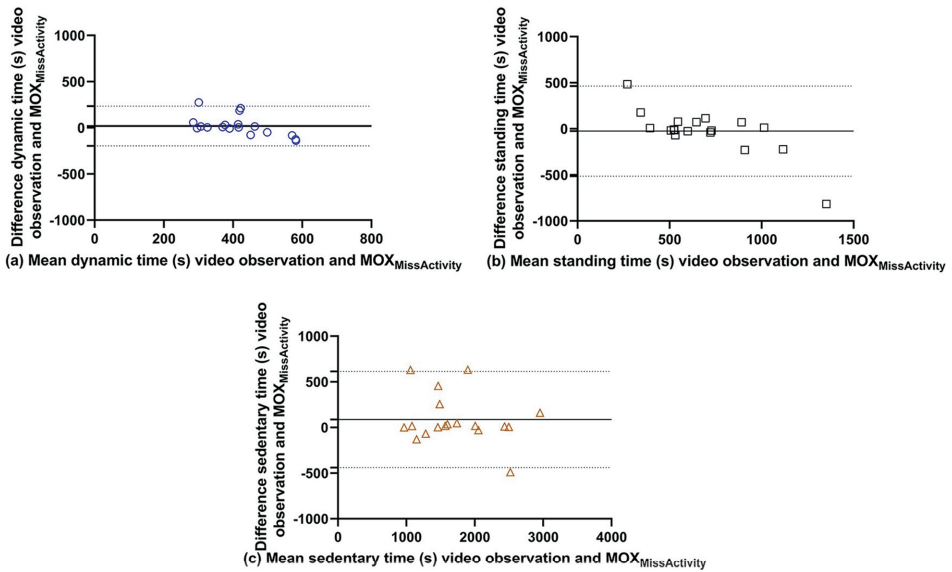 Difference dynamic time (s) video
observation and MOXMissActivity
1000
500
0
-500
-1000
0 200 400 600 800
(a) Mean dynamic time (s) video observation and MOXMissActivity
Difference standing time (s) video
observation and MOXMissActivity
1000
500
0
-500
-1000
0 500 1000 1500
(b) Mean standing time (s) video observation and MOXMissActivity
Difference sedentary time (s) video
observation and MOXMissActivity
1000
500
0
-500
-1000
0 1000 2000 3000 4000
(c) Mean sedentary time (s) video observation and MOXMissActivity